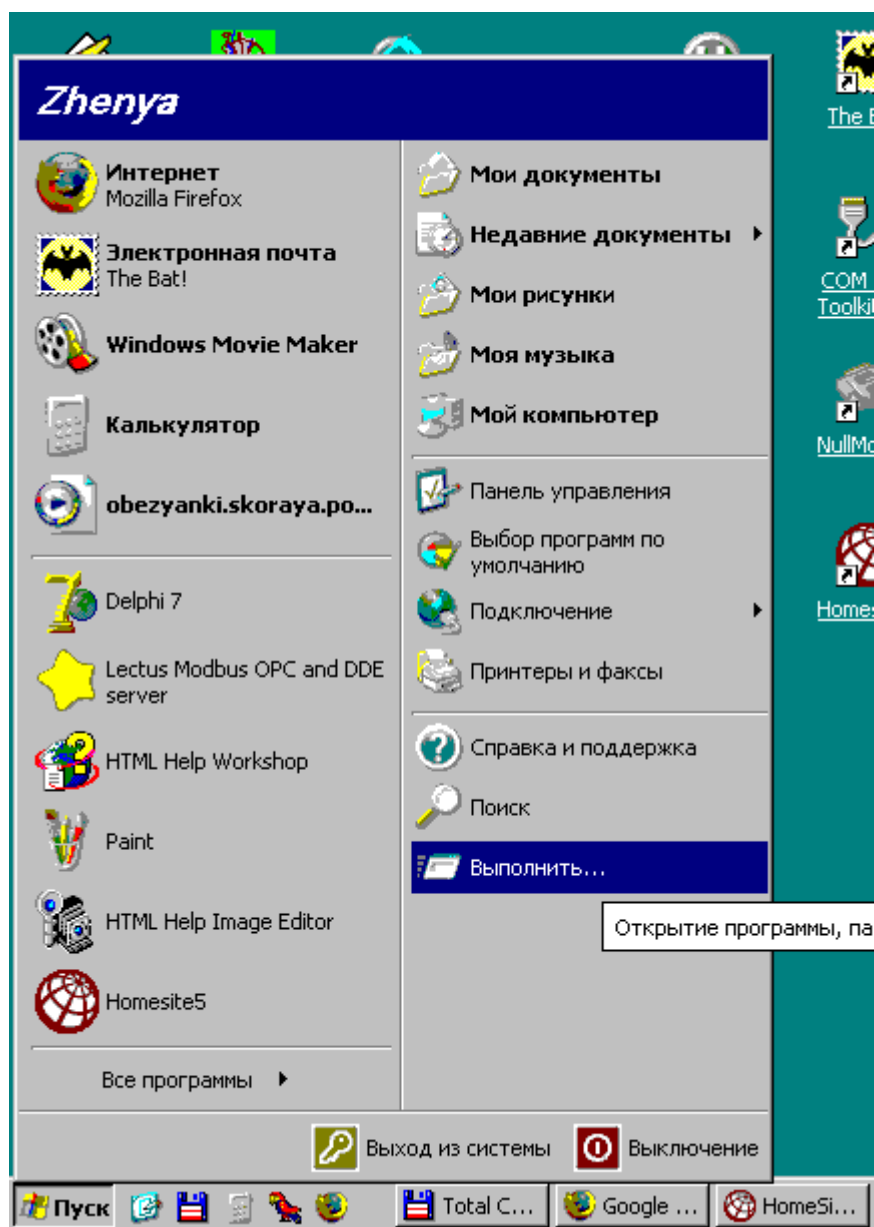 Zhenya
Интернет
Mozilla Firefox
Электронная почта
The Bat!
Windows Movie Maker
Калькулятор
obezyanki.skoraya.po...
Delphi 7
Lectus Modbus OPC and DDE
server
HTML Help Workshop
Paint
HTML Help Image Editor
Homesite5
Все программы
Мои документы
Недавние документы
Мои рисунки
Моя музыка
Мой компьютер
Панель управления
Выбор программ по
умолчанию
Подключение
Принтеры и факсы
Справка и поддержка
Поиск
Выполнить...
Открытие программы, па
Выход из системы
Выключение
The B
COM
Toolkit
NullMo
Homes
Пуск
Total C...
Google ...
HomeSi...